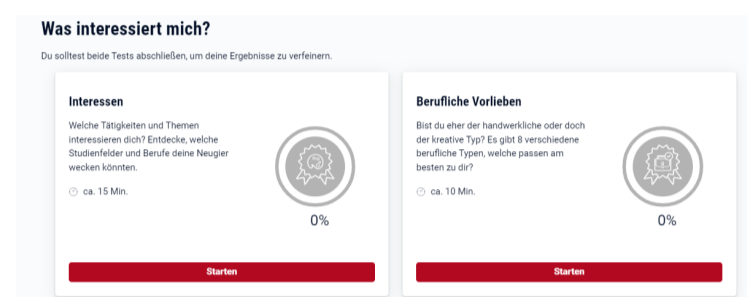 Was interessiert mich?
Du solltest beide Tests abschließen, um deine Ergebnisse zu verfeinern.
Interessen
Welche Tätigkeiten und Themen
interessieren dich? Entdecke, welche
Studienfelder und Berufe deine Neugier
wecken könnten.
ca. 15 Min.
0%
Starten
Berufliche Vorlieben
Bist du eher der handwerkliche oder doch
der kreative Typ? Es gibt 8 verschiedene
berufliche Typen, welche passen am
besten zu dir?
ca. 10 Min.
0%
Starten